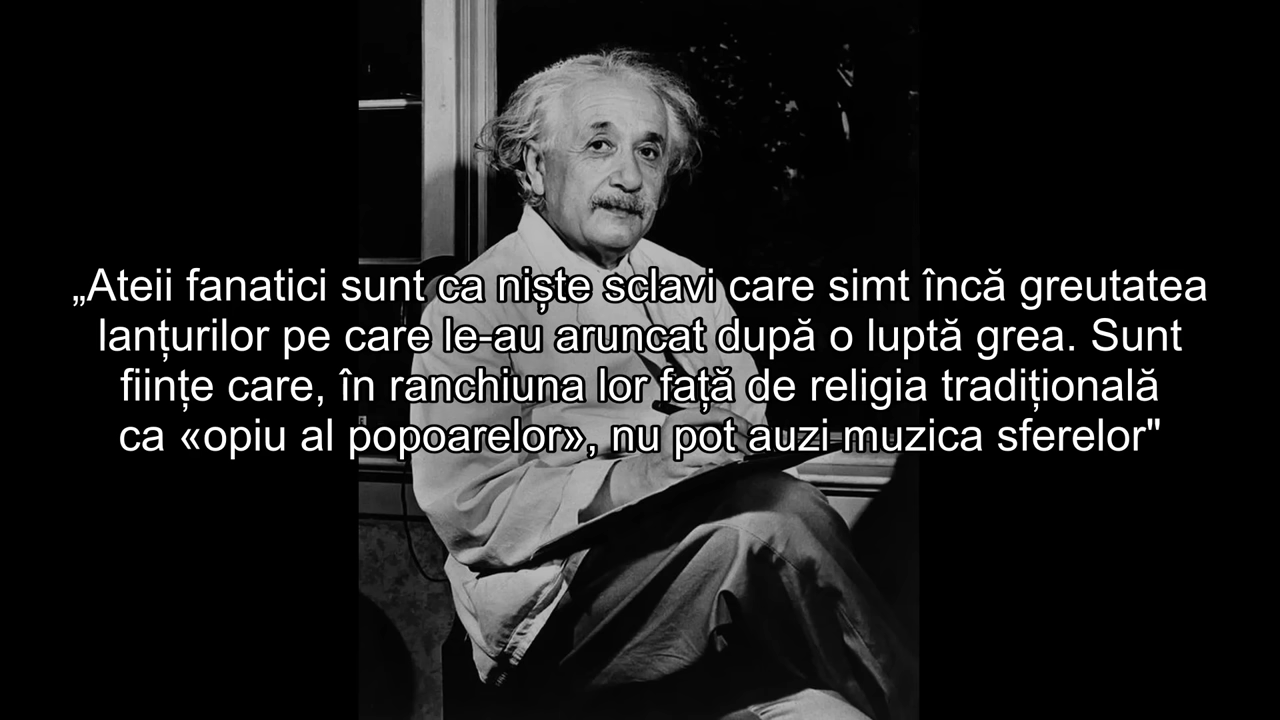 „Ateii fanatici sunt ca niște sclavi care simt încă greutatea
lanțurilor pe care le-au aruncat după o luptă grea. Sunt
ființe care, în ranchiuna lor față de religia tradițională
ca «opiu al popoarelor», nu pot auzi muzica sferelor"